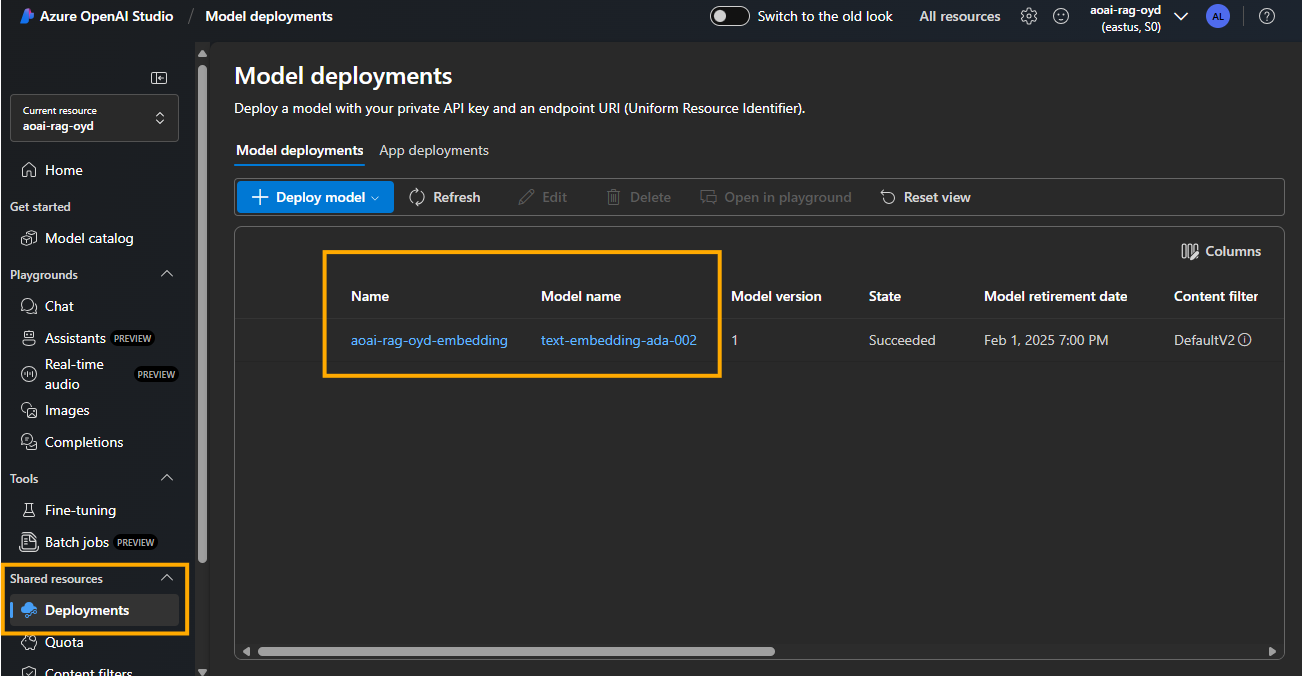 Azure OpenAI Studio / Model deployments
Switch to the old look
All resources
aoai-rag-oyd
(eastus, S0)
AL
Current resource
aoai-rag-oyd
Home
Get started
Model catalog
Playgrounds
Chat
Assistants PREVIEW
Real-time
audio
PREVIEW
Images
Completions
Tools
Fine-tuning
Batch jobs PREVIEW
Shared resources
Deployments
Quota
Content filters
Model deployments
Deploy a model with your private API key and an endpoint URI (Uniform Resource Identifier).
Model deployments App deployments
Deploy model Refresh Edit Delete Open in playground Reset view
Columns
Name Model name Model version State Model retirement date Content filter
aoai-rag-oyd-embedding text-embedding-ada-002 1 Succeeded Feb 1, 2025 7:00 PM DefaultV2